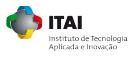 ITAI
Instituto de Tecnologia
Aplicada e Inovação